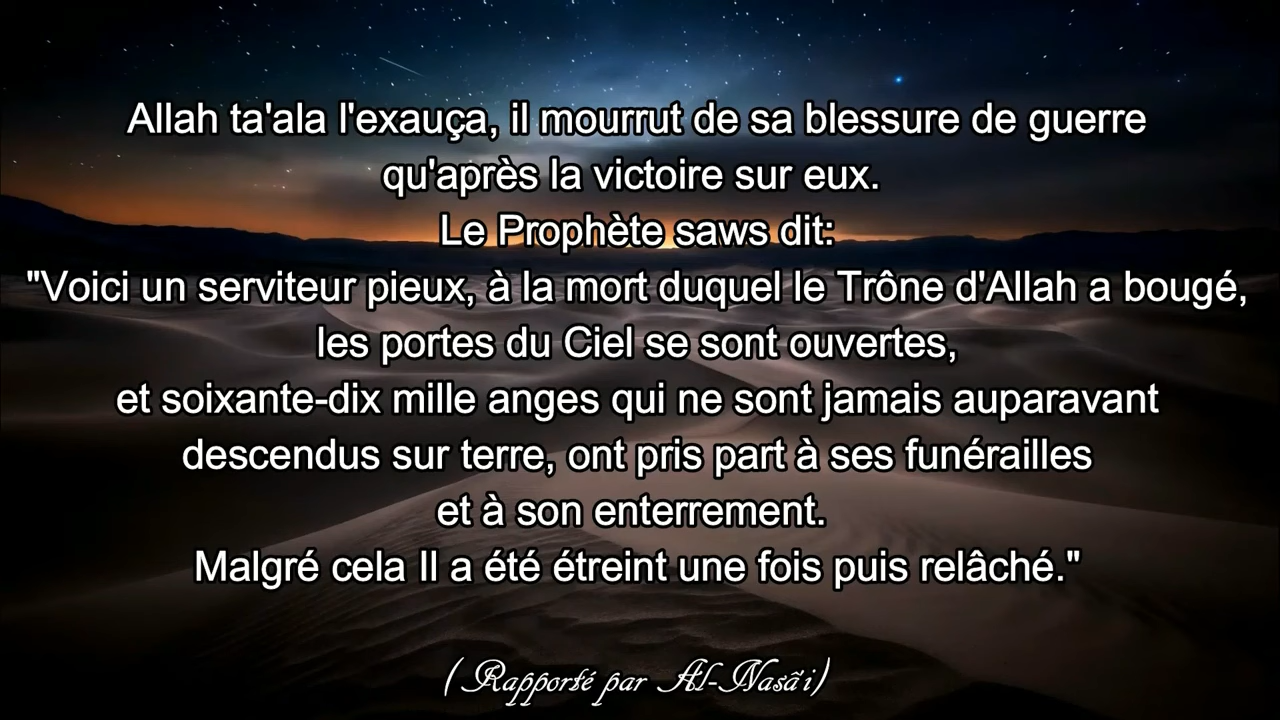 Allah ta'ala l'exauça, il mourrut de sa blessure de guerre
qu'après la victoire sur eux.
Le Prophète saws dit:
"Voici un serviteur pieux, à la mort duquel le Trône d'Allah a bougé,
les portes du Ciel se sont ouvertes,
et soixante-dix mille anges qui ne sont jamais auparavant
descendus sur terre, ont pris part à ses funérailles
et à son enterrement.
Malgré cela Il a été étreint une fois puis relâché."
( Rapporté par Al-Nasãi)